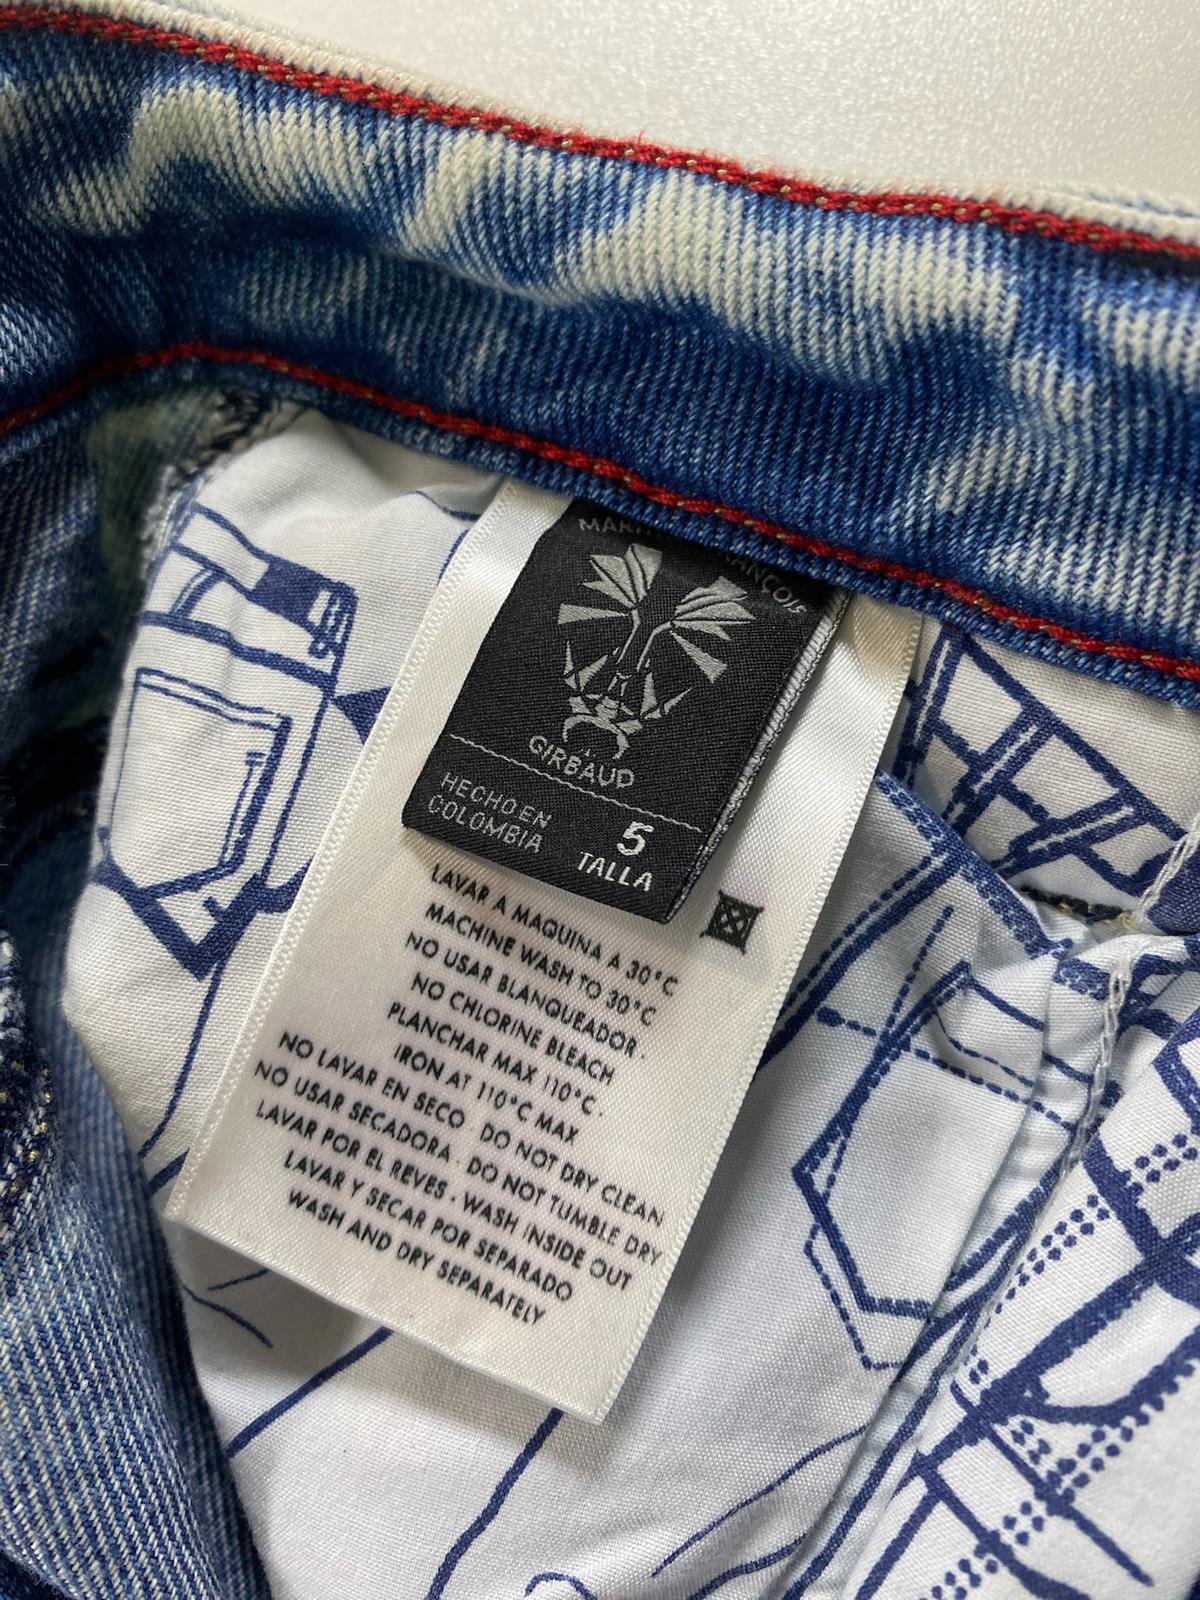 GIRBAUD
HECHO EN
COLOMBIA
5
TALLA
LAVAR A MAQUINA A 30°C
MACHINE WASH TO 30°C
NO USAR BLANQUEADOR.
NO CHLORINE BLEACH
PLANCHAR MAX 110°C.
IRON AT 110°C MAX
NO LAVAR EN SECO DO NOT DRY CLEAN
NO USAR SECADORA. DO NOT TUMBLE DRY
LAVAR POR EL REVES. WASH INSIDE OUT
LAVAR Y SECAR POR SEPARADO
WASH AND DRY SEPARATELY